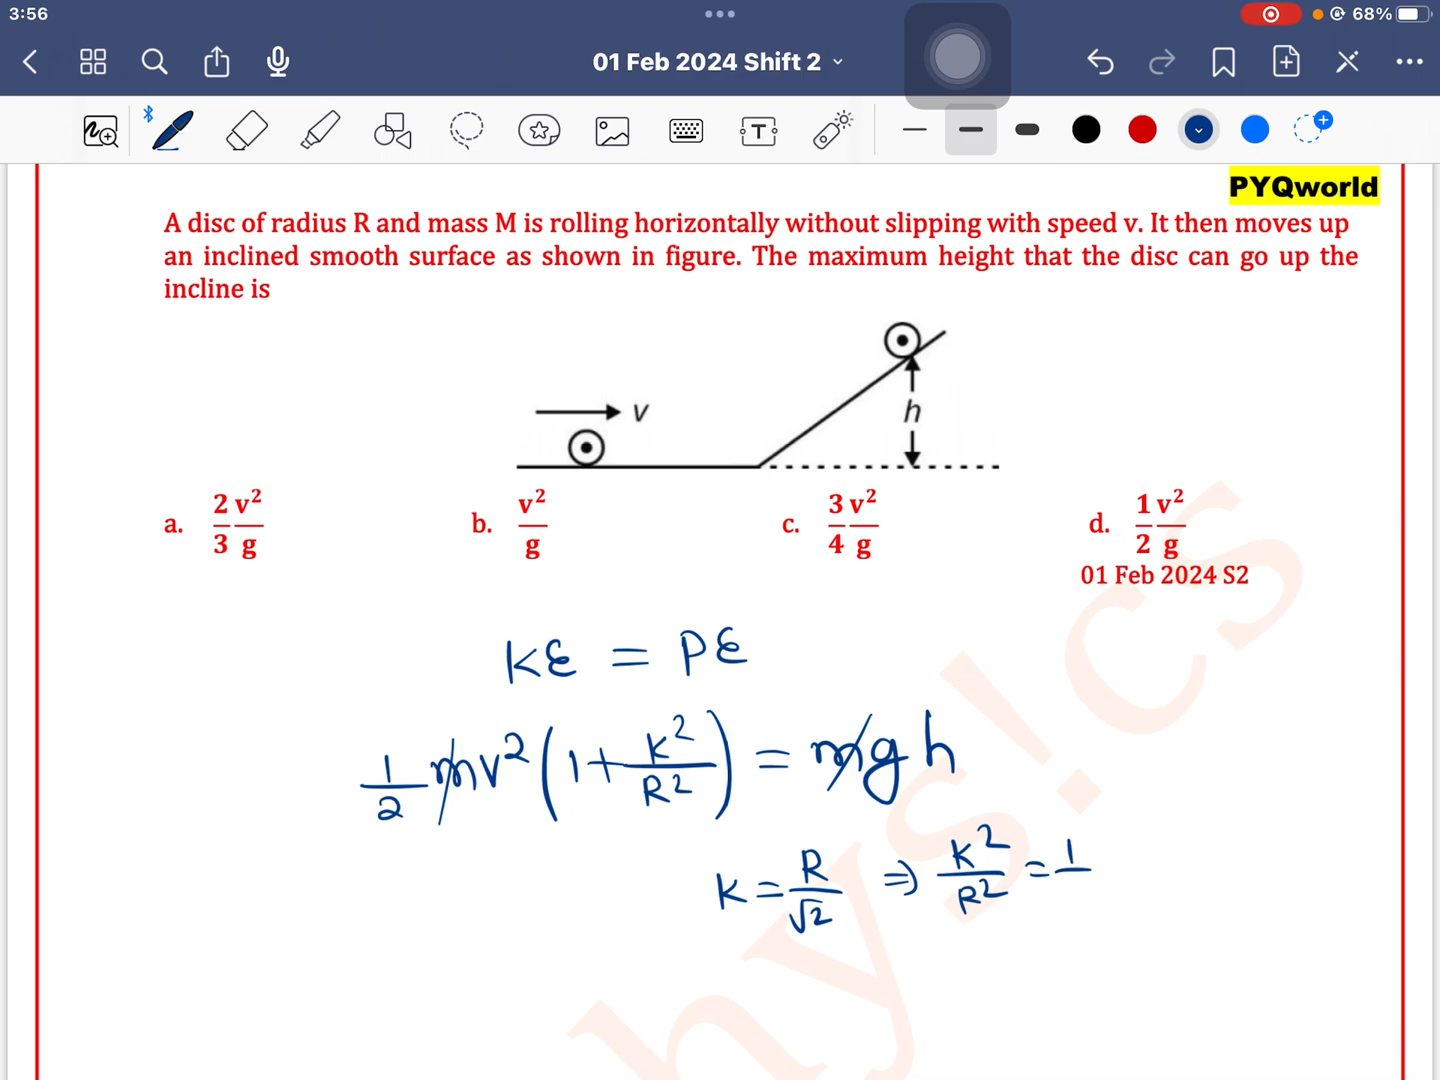 3:56
68%
01 Feb 2024 Shift 2
T
PYQworld
A disc of radius R and mass M is rolling horizontally without slipping with speed v. It then moves up
an inclined smooth surface as shown in figure. The maximum height that the disc can go up the
incline is
v
h
a. 2/3 v²/g b. v²/g c. 3/4 v²/g d. 1/2 v²/g
01 Feb 2024 S2
KE = PE
1/2 mv² (1 + K²/R²) = mgh
K = R/√2 ⇒ K²/R² = 1
hys!cs